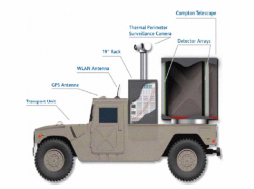 Compton Telescope
Thermal Perimeter
Surveillance Camera
Detector Arrays
19" Rack
WLAN Antenna
GPS Antenna
Transport Unit